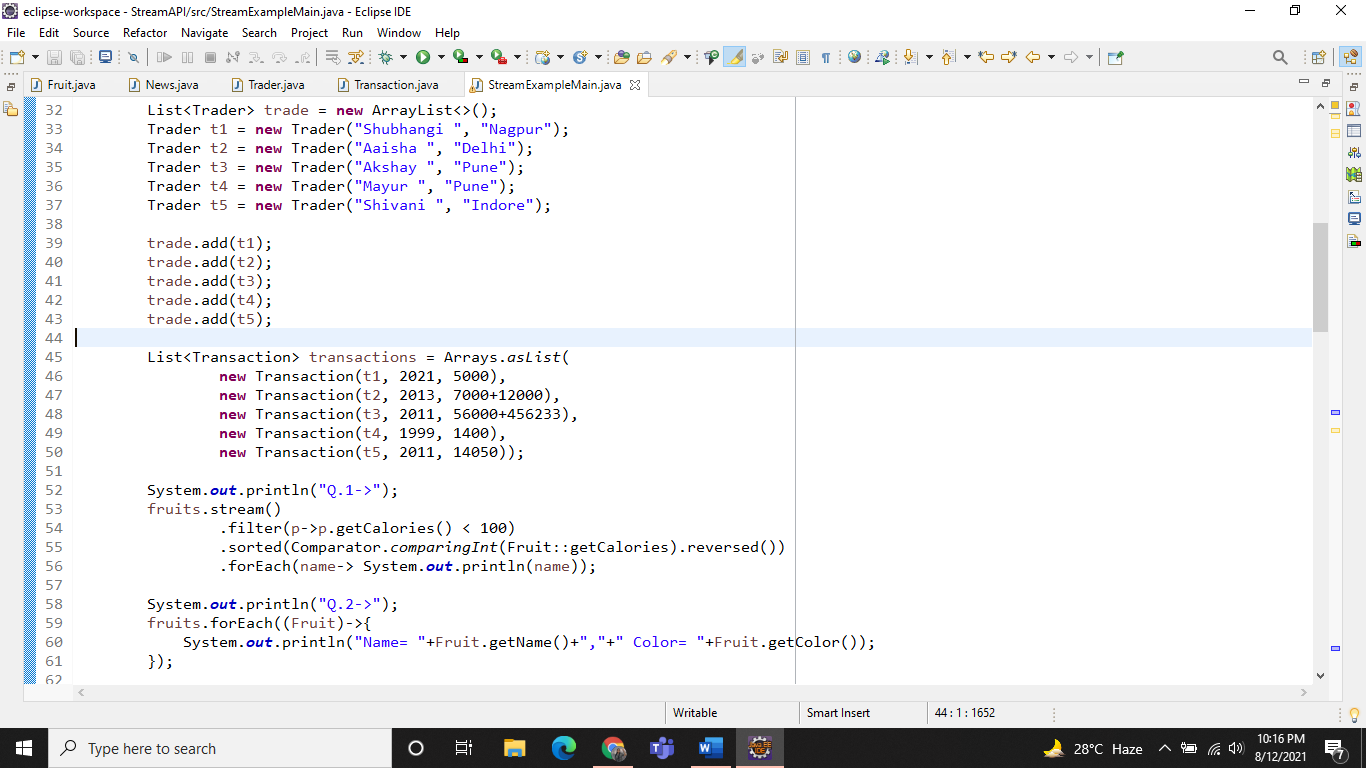 eclipse-workspace - StreamAPI/src/StreamExampleMain.java - Eclipse IDE
File Edit Source Refactor Navigate Search Project Run Window Help
Fruit.java News.java Trader.java Transaction.java StreamExampleMain.java
32 List<Trader> trade = new ArrayList<>();
33 Trader t1 = new Trader("Shubhangi ", "Nagpur");
34 Trader t2 = new Trader("Aaisha ", "Delhi");
35 Trader t3 = new Trader("Akshay ", "Pune");
36 Trader t4 = new Trader("Mayur ", "Pune");
37 Trader t5 = new Trader("Shivani ", "Indore");
38
39 trade.add(t1);
40 trade.add(t2);
41 trade.add(t3);
42 trade.add(t4);
43 trade.add(t5);
44
45 List<Transaction> transactions = Arrays.asList(
46 new Transaction(t1, 2021, 5000),
47 new Transaction(t2, 2013, 7000+12000),
48 new Transaction(t3, 2011, 56000+456233),
49 new Transaction(t4, 1999, 1400),
50 new Transaction(t5, 2011, 14050));
51
52 System.out.println("Q.1->");
53 fruits.stream()
54 .filter(p->p.getCalories() < 100)
55 .sorted(Comparator.comparingInt(Fruit::getCalories).reversed())
56 .forEach(name-> System.out.println(name));
57
58 System.out.println("Q.2->");
59 fruits.forEach((Fruit)->{
60 System.out.println("Name= "+Fruit.getName()+","+" Color= "+Fruit.getColor());
61 });
62
Writable Smart Insert 44 : 1 : 1652
Type here to search
28°C Haze
10:16 PM
8/12/2021
7